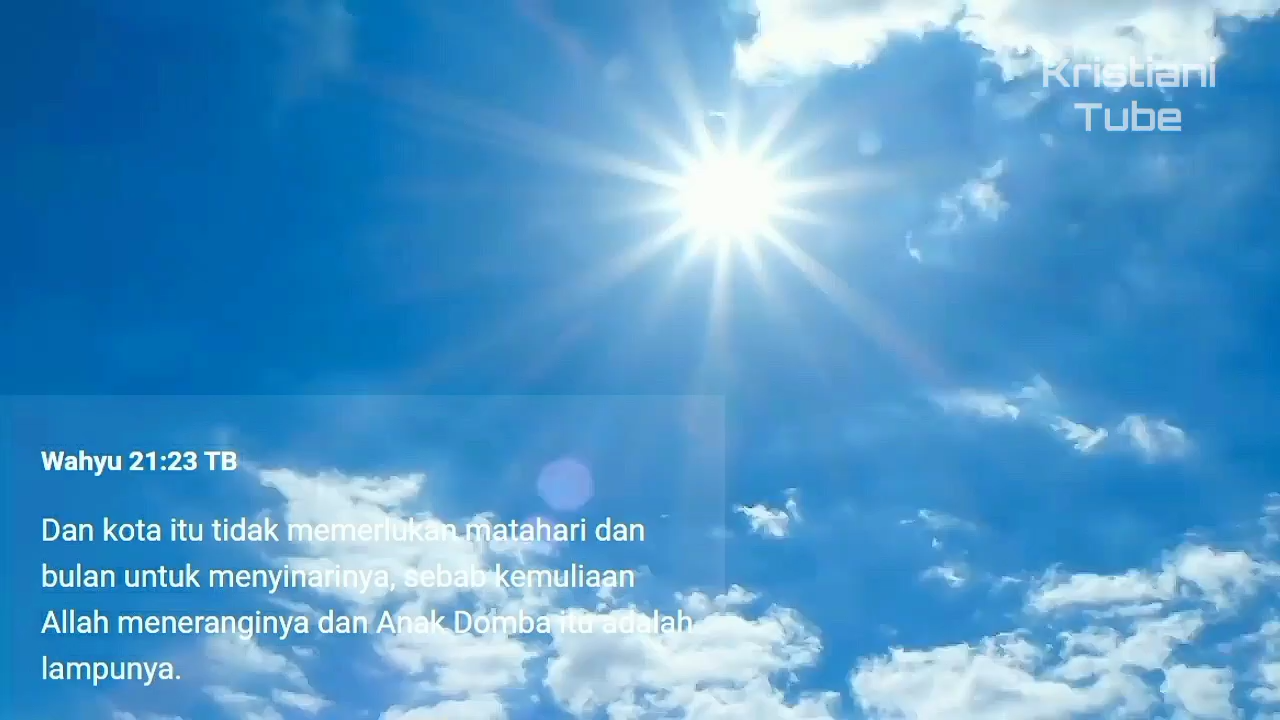 Kristiani
Tube
Wahyu 21:23 TB
Dan kota itu tidak memerlukan matahari dan
bulan untuk menyinarinya, sebab kemuliaan
Allah meneranginya dan Anak Domba itu adalah
lampunya.